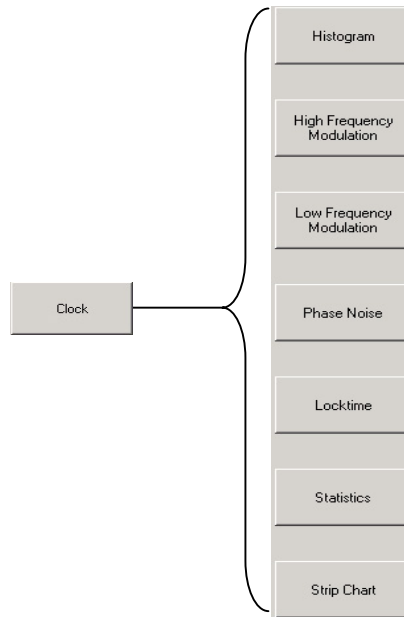 Histogram
High Frequency
Modulation
Low Frequency
Modulation
Clock
Phase Noise
Locktime
Statistics
Strip Chart